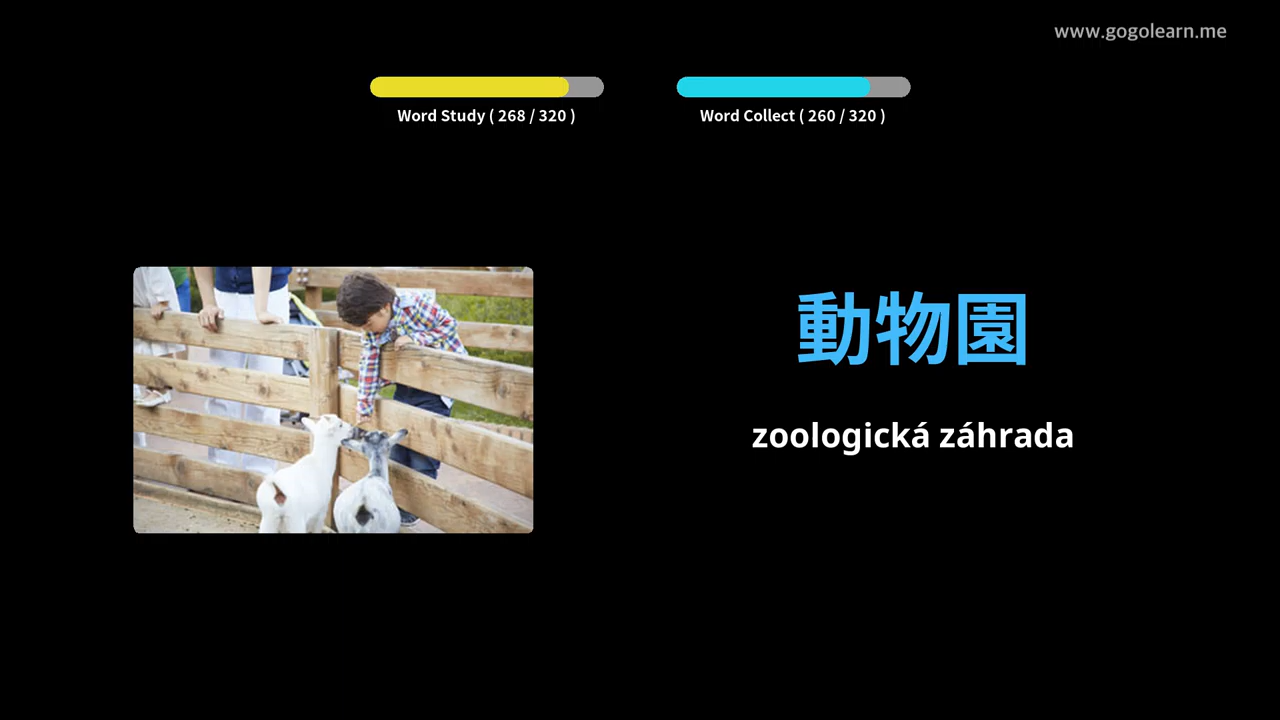 www.gogolearn.me
Word Study ( 268 / 320 )
Word Collect ( 260 / 320 )
動物園
zoologická záhrada